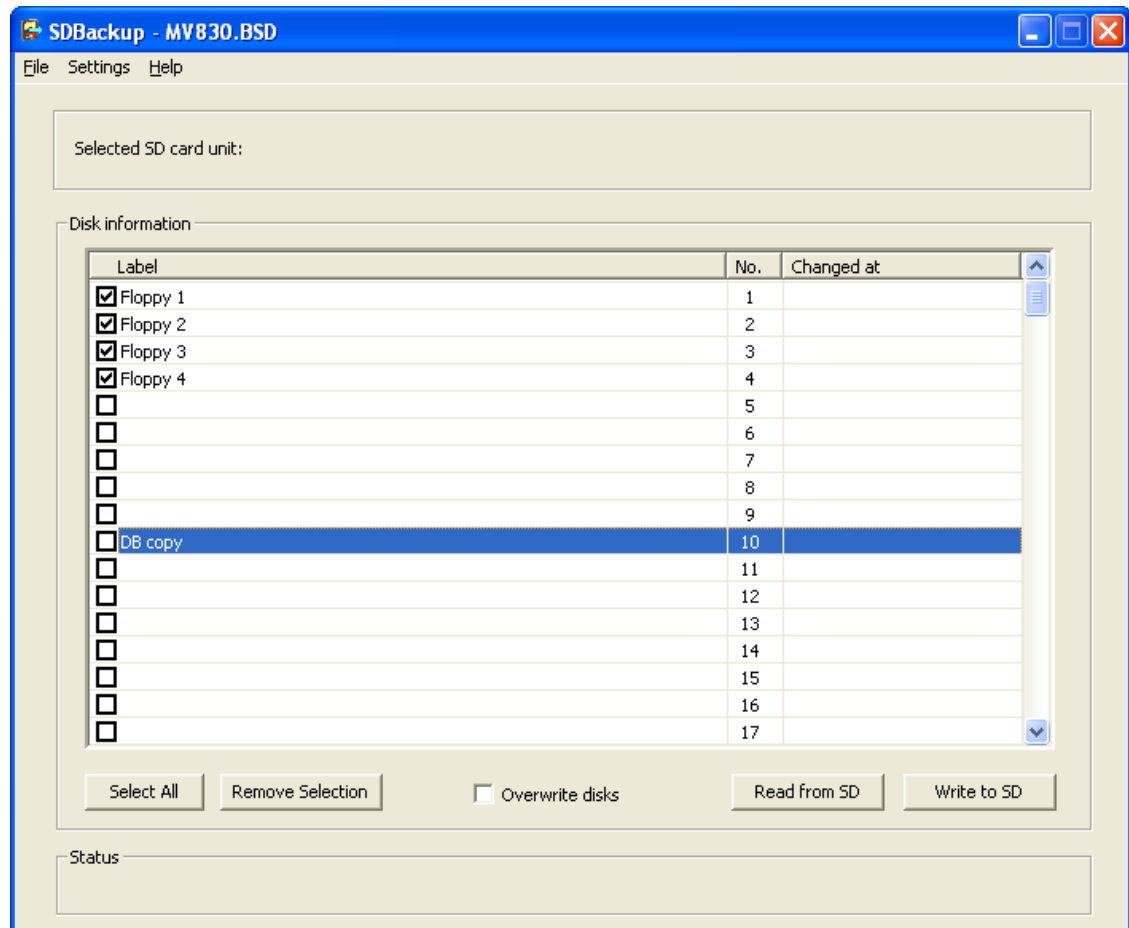 SDBackup - MV830.BSD
File Settings Help
Selected SD card unit:
Disk information
Label No. Changed at
Floppy 1 1
Floppy 2 2
Floppy 3 3
Floppy 4 4
5
6
7
8
9
DB copy 10
11
12
13
14
15
16
17
Select All Remove Selection Overwrite disks Read from SD Write to SD
Status